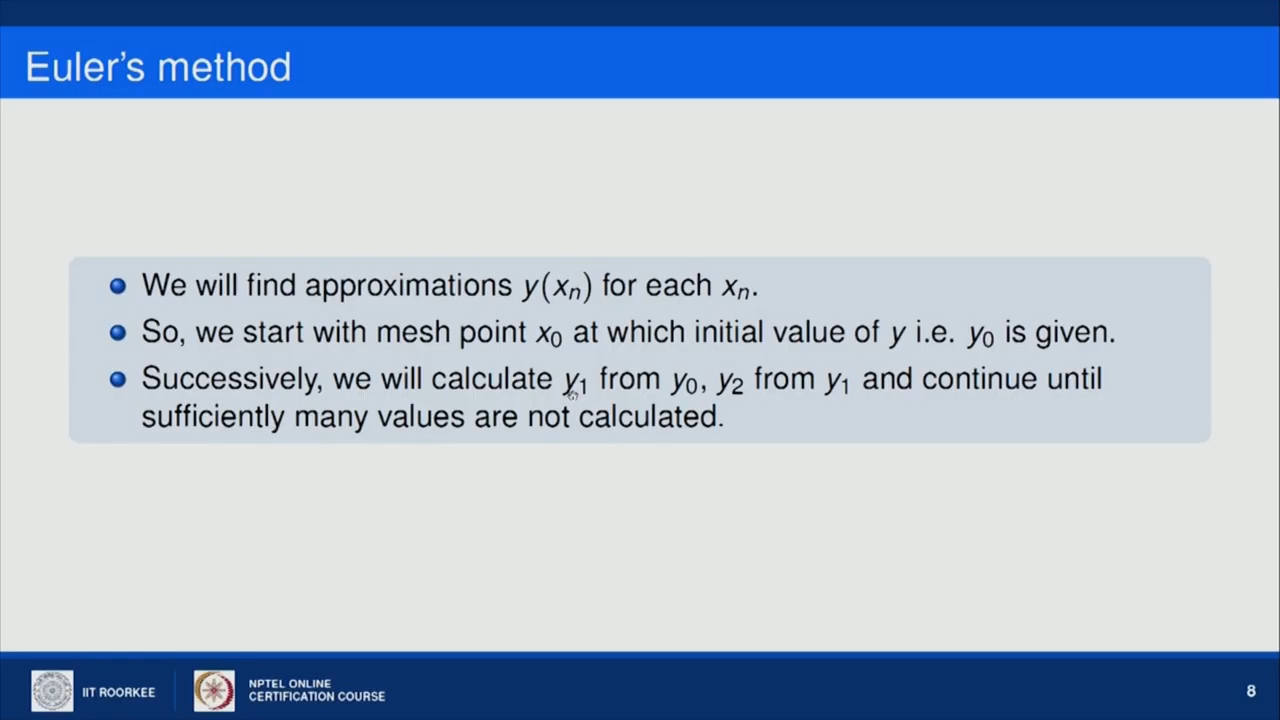 Euler's method
We will find approximations y(xₙ) for each xₙ.
So, we start with mesh point x₀ at which initial value of y i.e. y₀ is given.
Successively, we will calculate y₁ from y₀, y₂ from y₁ and continue until
sufficiently many values are not calculated.
IIT ROORKEE
NPTEL ONLINE
CERTIFICATION COURSE
8